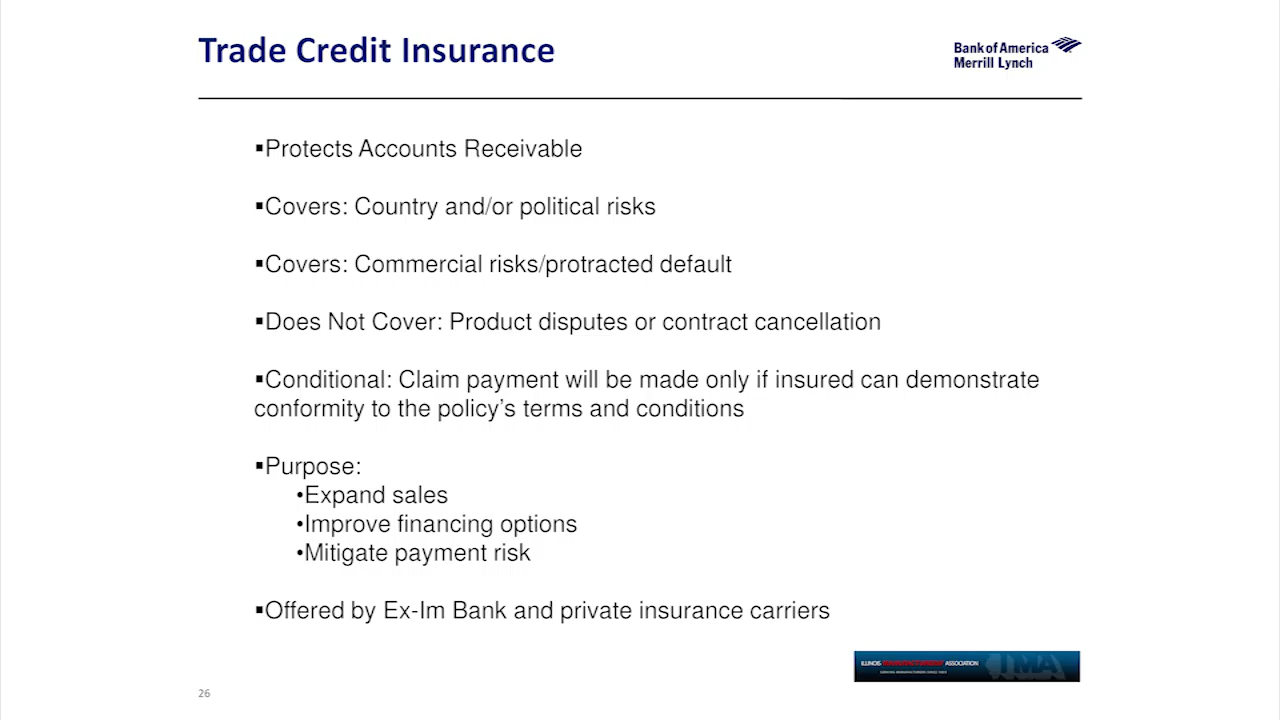 Trade Credit Insurance
Bank of America
Merrill Lynch
▪Protects Accounts Receivable
▪Covers: Country and/or political risks
▪Covers: Commercial risks/protracted default
▪Does Not Cover: Product disputes or contract cancellation
▪Conditional: Claim payment will be made only if insured can demonstrate
conformity to the policy’s terms and conditions
▪Purpose:
•Expand sales
•Improve financing options
•Mitigate payment risk
▪Offered by Ex-Im Bank and private insurance carriers
ILLINOIS MANUFACTURERS' ASSOCIATION
IMA
26